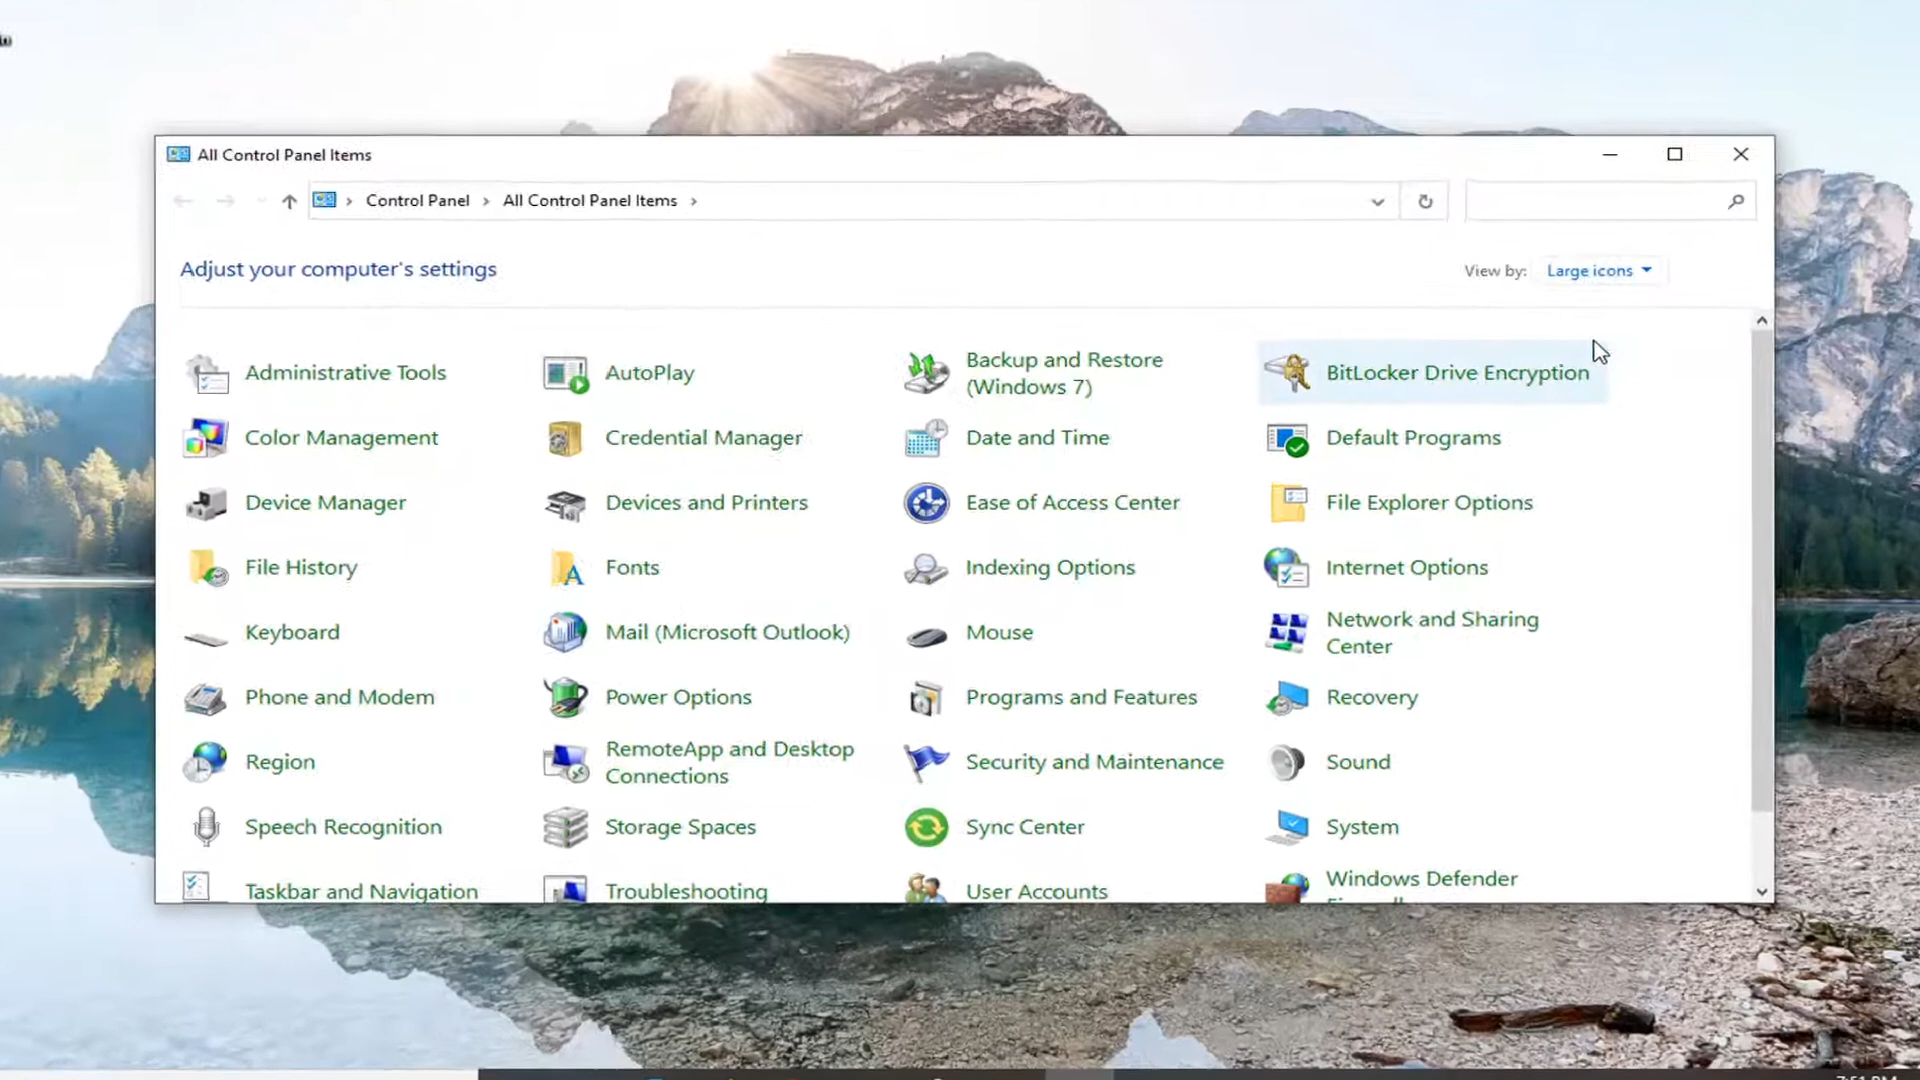 All Control Panel Items
Control Panel
All Control Panel Items
Adjust your computer's settings
View by:
Large icons
Administrative Tools
AutoPlay
Backup and Restore
(Windows 7)
BitLocker Drive Encryption
Color Management
Credential Manager
Date and Time
Default Programs
Device Manager
Devices and Printers
Ease of Access Center
File Explorer Options
File History
Fonts
Indexing Options
Internet Options
Keyboard
Mail (Microsoft Outlook)
Mouse
Network and Sharing
Center
Phone and Modem
Power Options
Programs and Features
Recovery
Region
RemoteApp and Desktop
Connections
Security and Maintenance
Sound
Speech Recognition
Storage Spaces
Sync Center
System
Taskbar and Navigation
Troubleshooting
User Accounts
Windows Defender